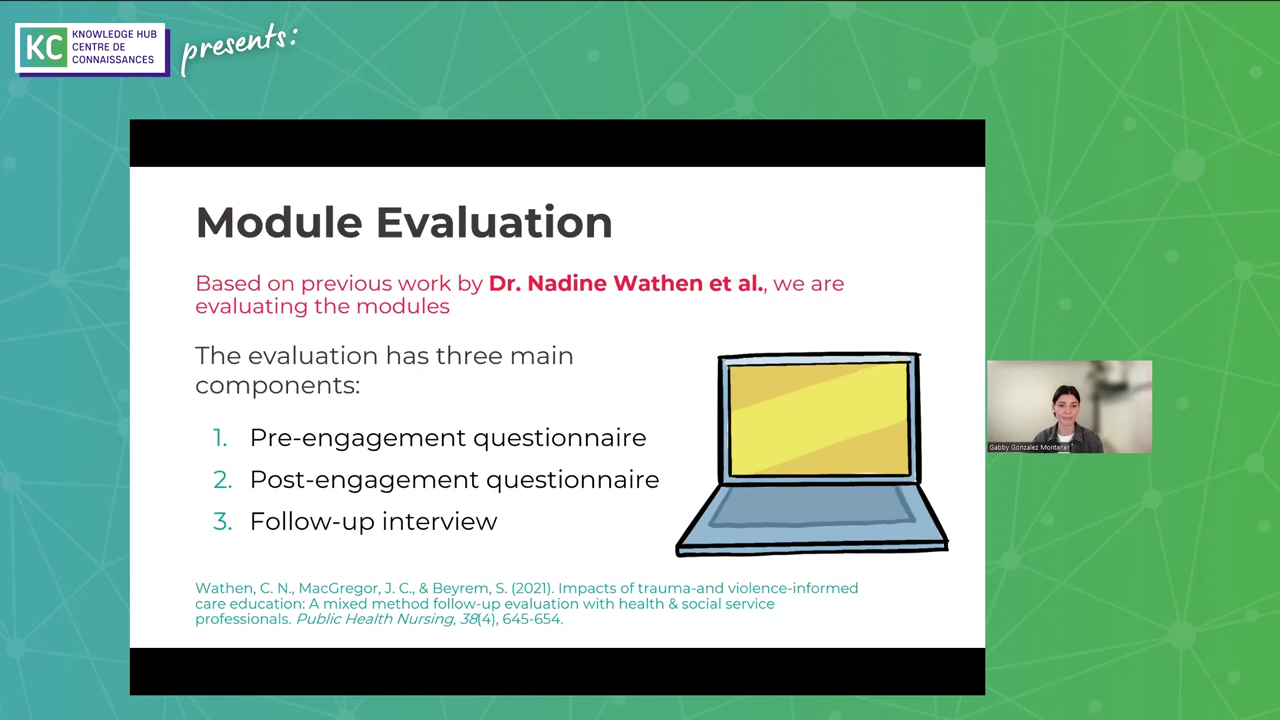 KC
KNOWLEDGE HUB
CENTRE DE
CONNAISSANCES
presents:
Module Evaluation
Based on previous work by Dr. Nadine Wathen et al., we are
evaluating the modules
The evaluation has three main
components:
1. Pre-engagement questionnaire
2. Post-engagement questionnaire
3. Follow-up interview
Wathen, C. N., MacGregor, J. C., & Beyrem, S. (2021). Impacts of trauma-and violence-informed
care education: A mixed method follow-up evaluation with health & social service
professionals. Public Health Nursing, 38(4), 645-654.
Gabby Gonzalez Montaner